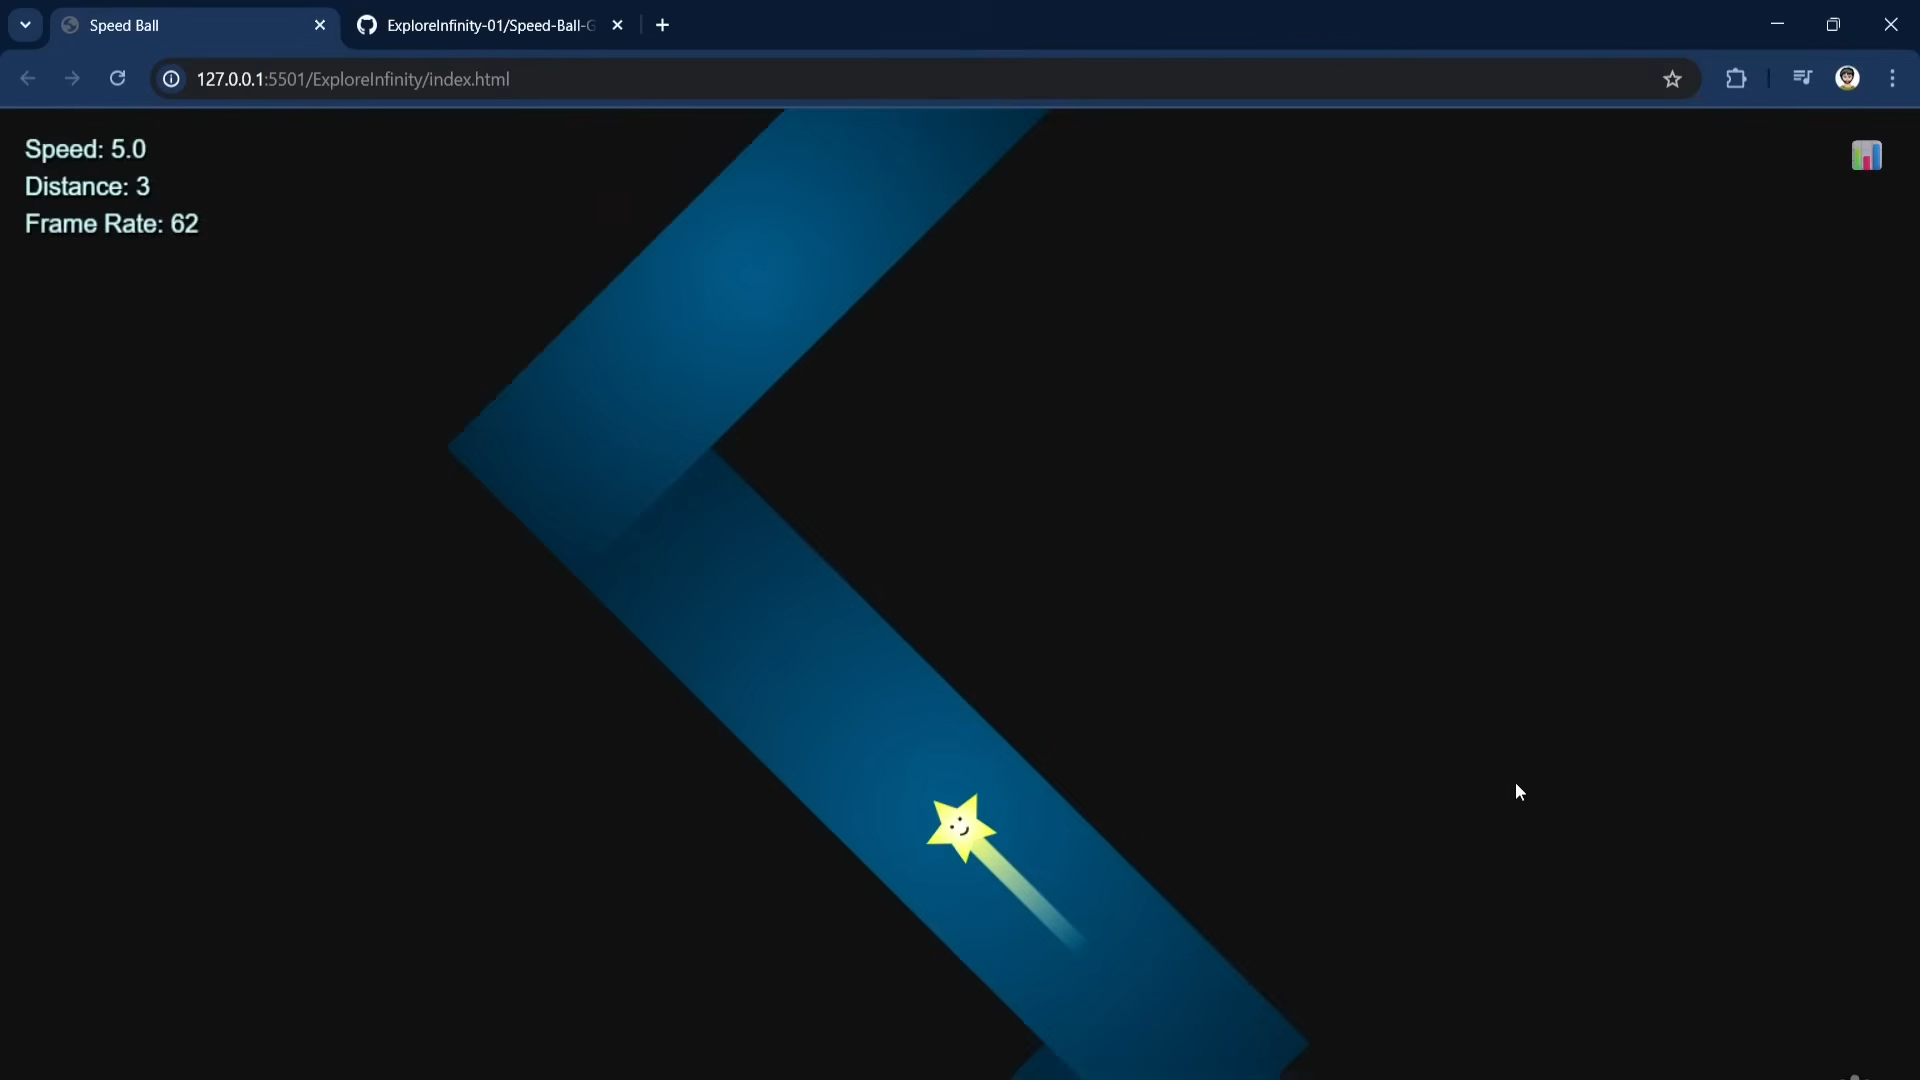 Speed Ball
ExploreInfinity-01/Speed-Ball-G
127.0.0.1:5501/ExploreInfinity/index.html
Speed: 5.0
Distance: 3
Frame Rate: 62